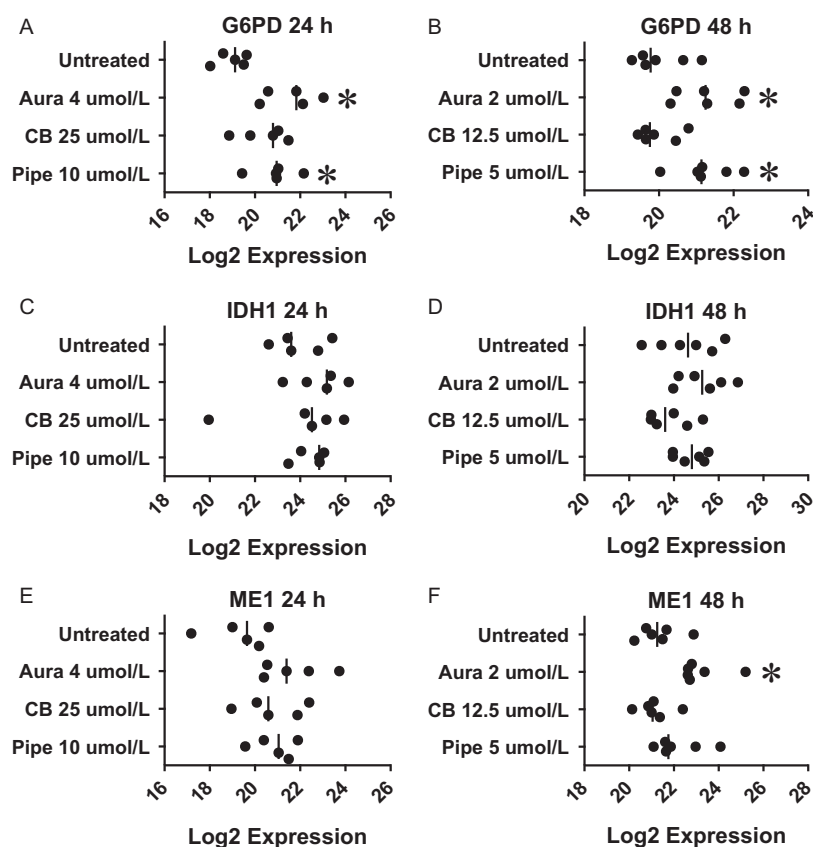 A
G6PD 24 h
Untreated
Aura 4 umol/L
*
CB 25 umol/L
Pipe 10 umol/L
*
16 18 20 22 24 26
Log2 Expression
B
G6PD 48 h
Untreated
Aura 2 umol/L
*
CB 12.5 umol/L
Pipe 5 umol/L
*
18 20 22 24
Log2 Expression
C
IDH1 24 h
Untreated
Aura 4 umol/L
CB 25 umol/L
Pipe 10 umol/L
18 20 22 24 26 28
Log2 Expression
D
IDH1 48 h
Untreated
Aura 2 umol/L
CB 12.5 umol/L
Pipe 5 umol/L
20 22 24 26 28 30
Log2 Expression
E
ME1 24 h
Untreated
Aura 4 umol/L
CB 25 umol/L
Pipe 10 umol/L
16 18 20 22 24 26
Log2 Expression
F
ME1 48 h
Untreated
Aura 2 umol/L
*
CB 12.5 umol/L
Pipe 5 umol/L
18 20 22 24 26 28
Log2 Expression